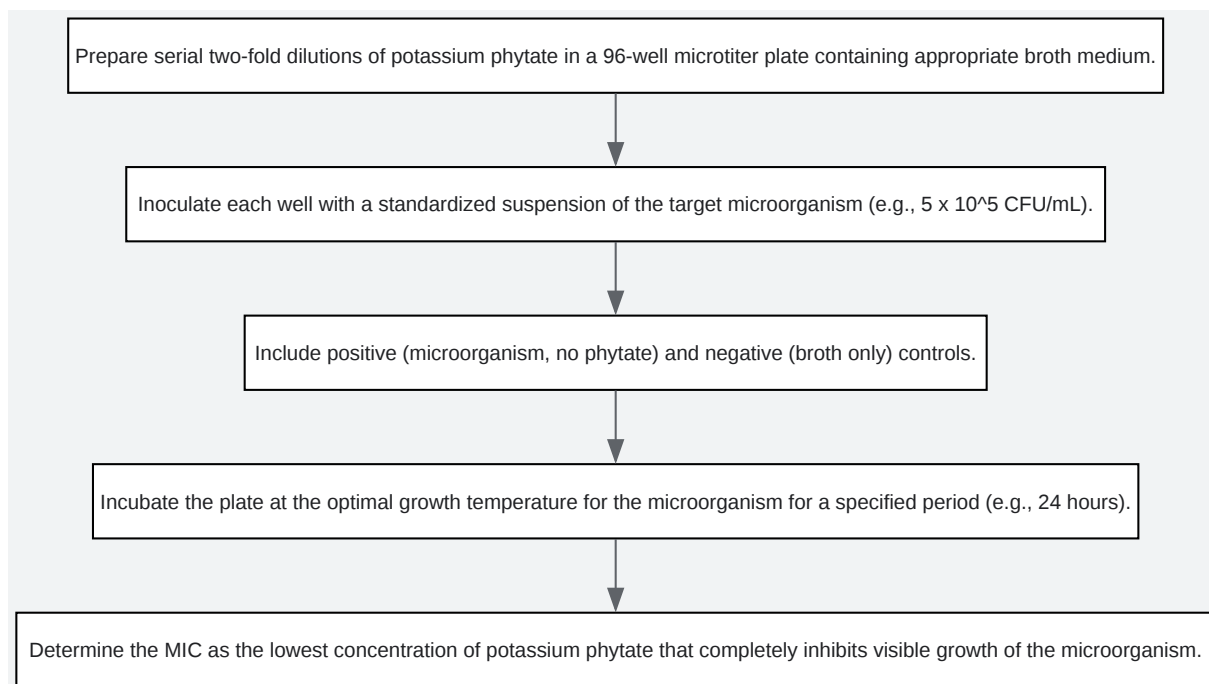 Prepare serial two-fold dilutions of potassium phytate in a 96-well microtiter plate containing appropriate broth medium.
Inoculate each well with a standardized suspension of the target microorganism (e.g., 5 x 10^5 CFU/mL).
Include positive (microorganism, no phytate) and negative (broth only) controls.
Incubate the plate at the optimal growth temperature for the microorganism for a specified period (e.g., 24 hours).
Determine the MIC as the lowest concentration of potassium phytate that completely inhibits visible growth of the microorganism.